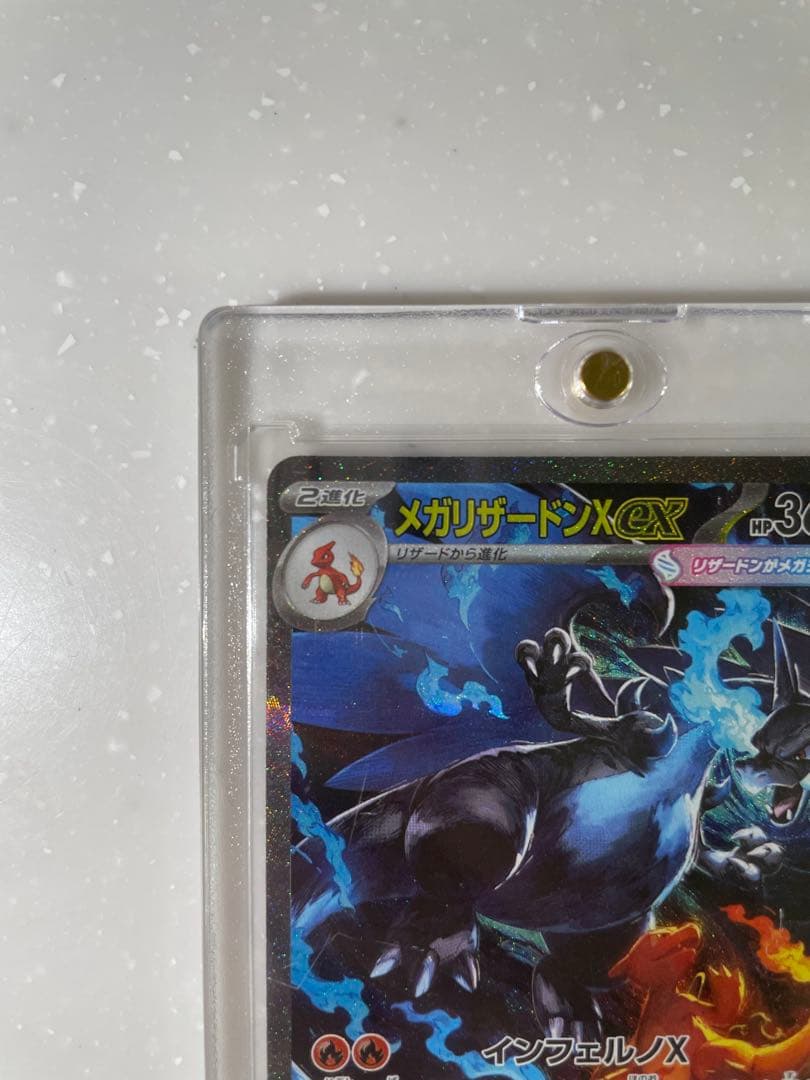 2進化
メガリザードンXex HP
リザードから進化
リザードンがメガ
インフェルノX